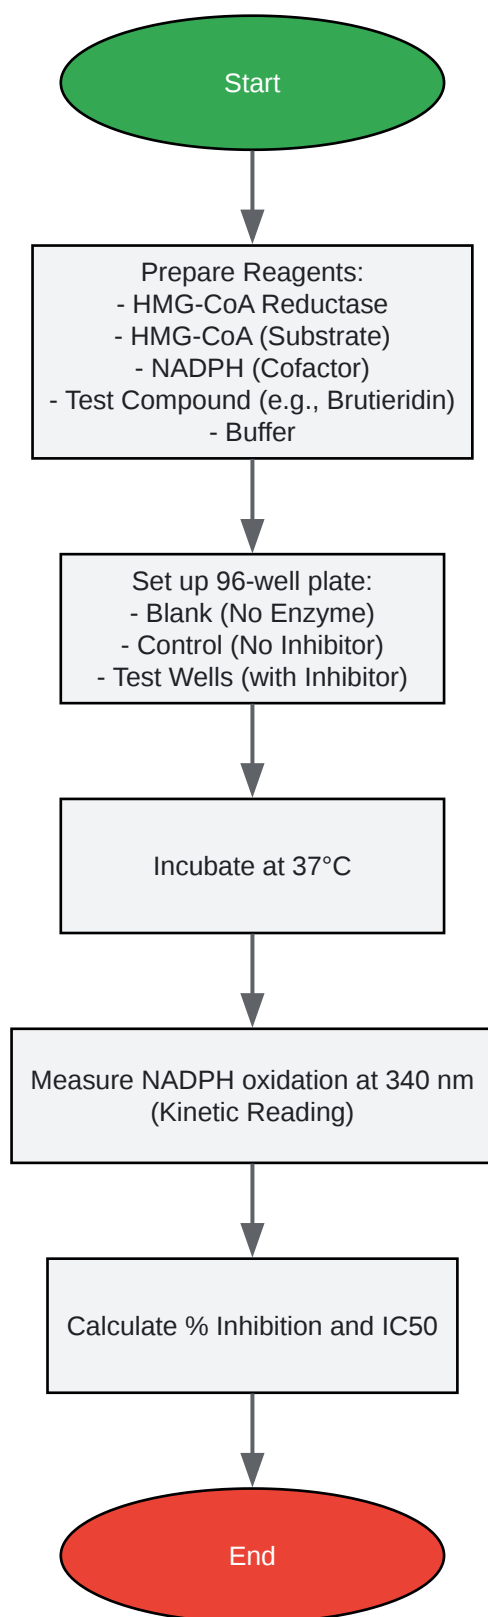 Start
Prepare Reagents:
- HMG-CoA Reductase
- HMG-CoA (Substrate)
- NADPH (Cofactor)
- Test Compound (e.g., Brutieridin)
- Buffer
Set up 96-well plate:
- Blank (No Enzyme)
- Control (No Inhibitor)
- Test Wells (with Inhibitor)
Incubate at 37°C
Measure NADPH oxidation at 340 nm
(Kinetic Reading)
Calculate % Inhibition and IC50
End